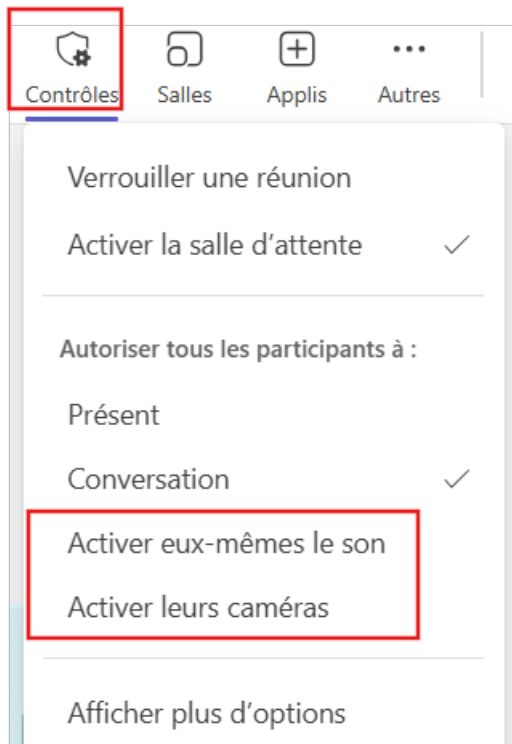 Contrôles Salles Applis Autres
Verrouiller une réunion
Activer la salle d’attente
Autoriser tous les participants à :
Présent
Conversation
Activer eux-mêmes le son
Activer leurs caméras
Afficher plus d’options